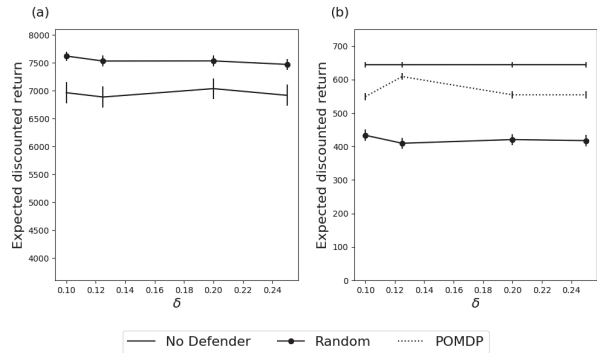 (a)
Expected discounted return
8000
7500
7000
6500
6000
5500
5000
4500
4000
0.10 0.12 0.14 0.16 0.18 0.20 0.22 0.24
δ
(b)
Expected discounted return
700
600
500
400
300
200
100
0
0.10 0.12 0.14 0.16 0.18 0.20 0.22 0.24
δ
No Defender Random POMDP